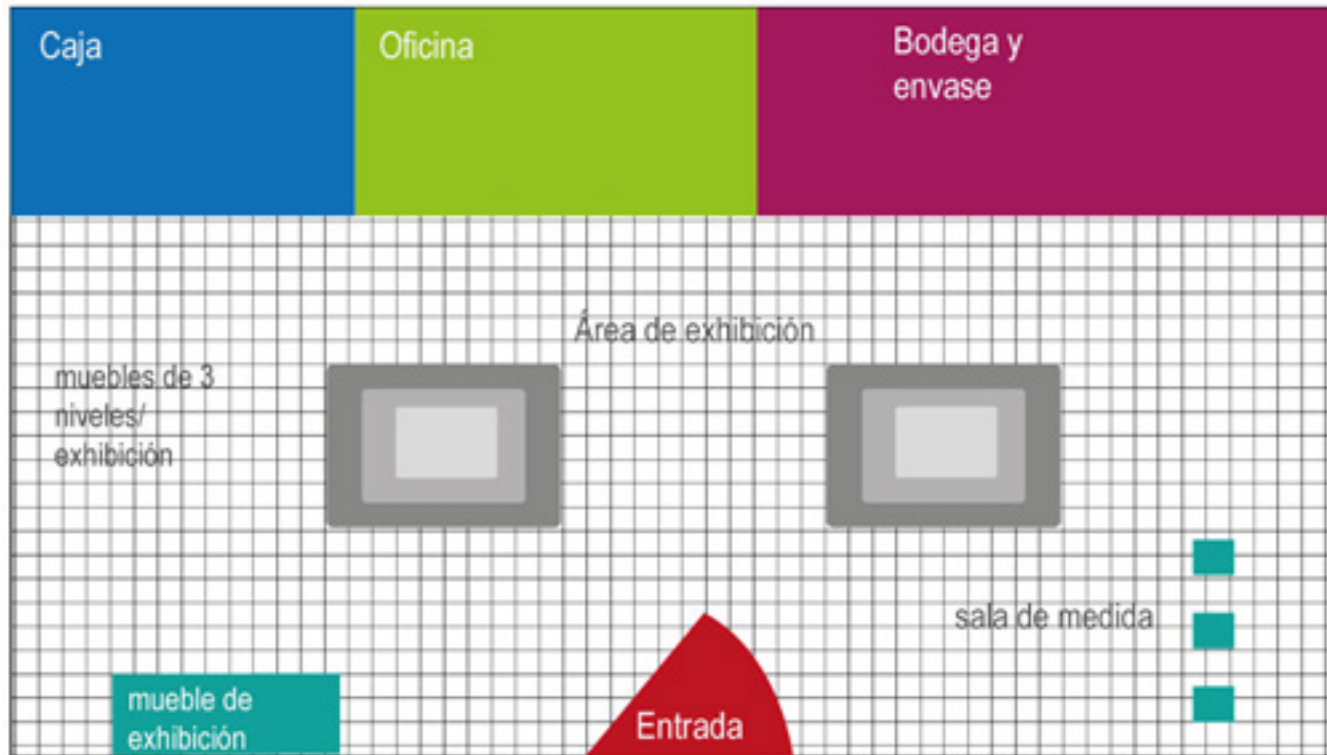 Caja
Oficina
Bodega y
envase
Área de exhibición
muebles de 3
niveles/
exhibición
sala de medida
mueble de
exhibición
Entrada